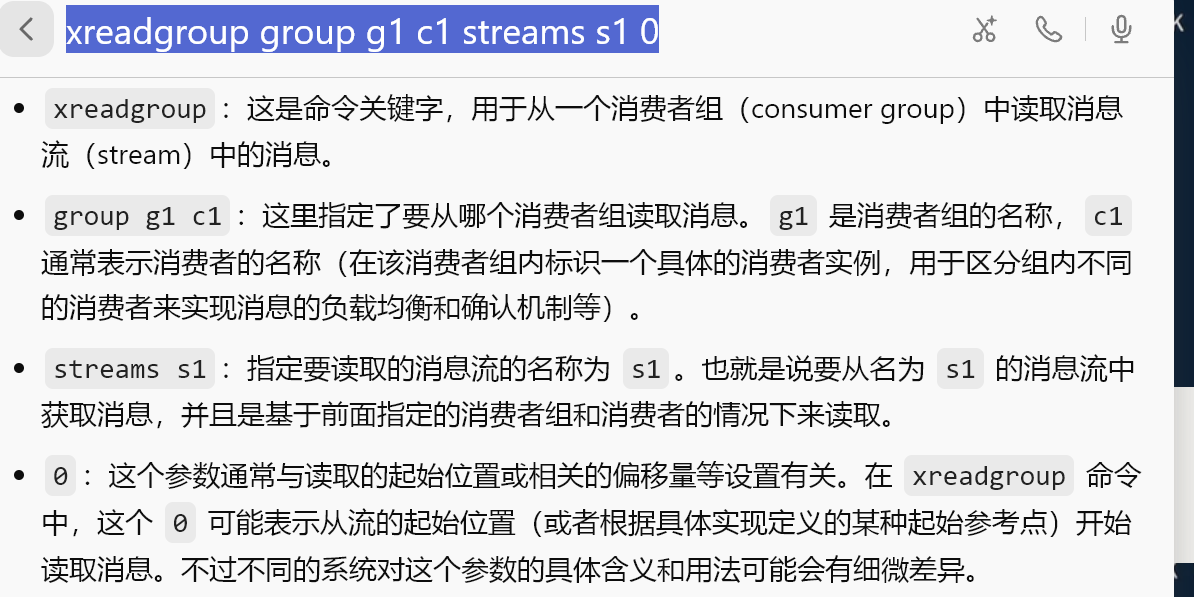 xreadgroup group g1 c1 streams s1 0
xreadgroup：这是命令关键字，用于从一个消费者组（consumer group）中读取消息
流（stream）中的消息。
group g1 c1：这里指定了要从哪个消费者组读取消息。g1 是消费者组的名称，c1
通常表示消费者的名称（在该消费者组内标识一个具体的消费者实例，用于区分组内不同
的消费者来实现消息的负载均衡和确认机制等）。
streams s1：指定要读取的消息流的名称为 s1。也就是说要从名为 s1 的消息流中
获取消息，并且是基于前面指定的消费者组和消费者的情况下来读取。
0：这个参数通常与读取的起始位置或相关的偏移量等设置有关。在 xreadgroup 命令
中，这个 0 可能表示从流的起始位置（或者根据具体实现定义的某种起始参考点）开始
读取消息。不过不同的系统对这个参数的具体含义和用法可能会有细微差异。